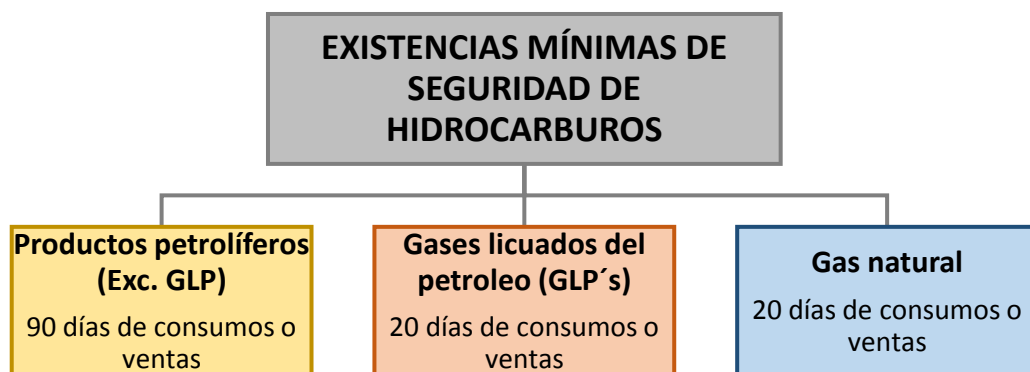 EXISTENCIAS MÍNIMAS DE
SEGURIDAD DE
HIDROCARBUROS
Productos petrolíferos
(Exc. GLP)
90 días de consumos o
ventas
Gases licuados del
petroleo (GLP´s)
20 días de consumos o
ventas
Gas natural
20 días de consumos o
ventas